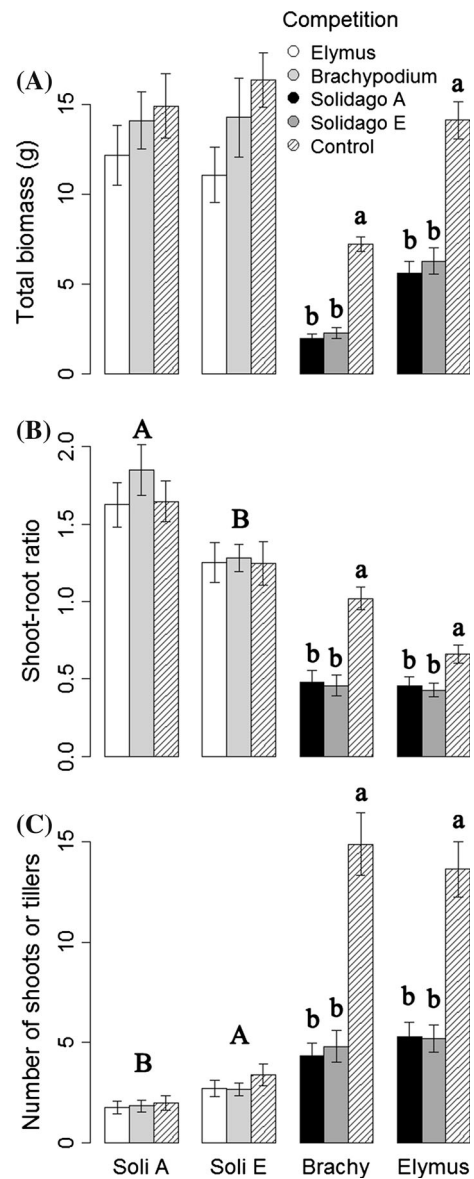 Competition
Elymus
Brachypodium
Solidago A
Solidago E
Control
(A)
Total biomass (g)
15
10
5
0
b b a
b b a
(B)
Shoot-root ratio
2.0
1.5
1.0
0.5
0.0
A
B
b b a
b b a
(C)
Number of shoots or tillers
15
10
5
0
B
A
b b a
b b a
Soli A Soli E Brachy Elymus